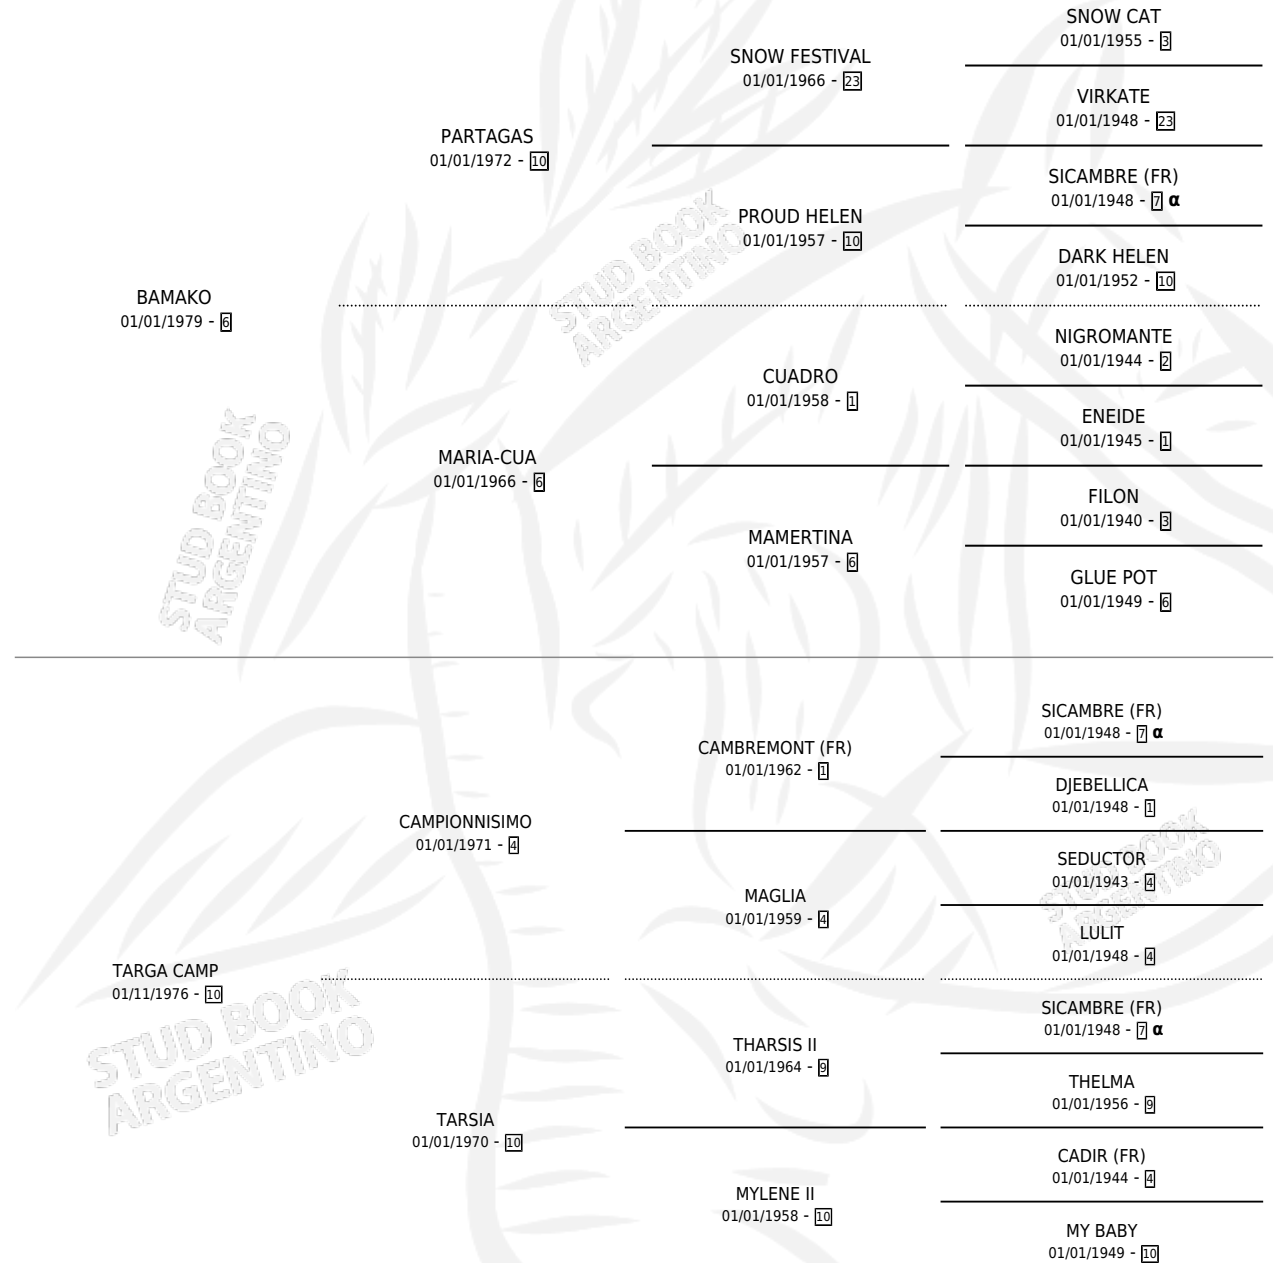 SNOW CAT
01/01/1955 - 3
SNOW FESTIVAL
01/01/1966 - 23
VIRKATE
01/01/1948 - 23
PARTAGAS
01/01/1972 - 10
SICAMBRE (FR)
01/01/1948 - 7 α
PROUD HELEN
01/01/1957 - 10
DARK HELEN
01/01/1952 - 10
BAMAKO
01/01/1979 - 6
NIGROMANTE
01/01/1944 - 2
CUADRO
01/01/1958 - 1
ENEIDE
01/01/1945 - 1
MARIA-CUA
01/01/1966 - 6
FILON
01/01/1940 - 3
MAMERTINA
01/01/1957 - 6
GLUE POT
01/01/1949 - 6
SICAMBRE (FR)
01/01/1948 - 7 α
CAMBREMONT (FR)
01/01/1962 - 1
DJEBELLICA
01/01/1948 - 1
CAMPIONNISIMO
01/01/1971 - 4
SEDUCTOR
01/01/1943 - 4
MAGLIA
01/01/1959 - 4
LULIT
01/01/1948 - 4
TARGA CAMP
01/11/1976 - 10
SICAMBRE (FR)
01/01/1948 - 7 α
THARSIS II
01/01/1964 - 9
THELMA
01/01/1956 - 9
TARSIA
01/01/1970 - 10
CADIR (FR)
01/01/1944 - 4
MYLENE II
01/01/1958 - 10
MY BABY
01/01/1949 - 10
STUD BOOK
ARGENTINO
STUD BOOK
ARGENTINO
STUD BOOK
ARGENTINO
STUD BOOK
ARGENTINO